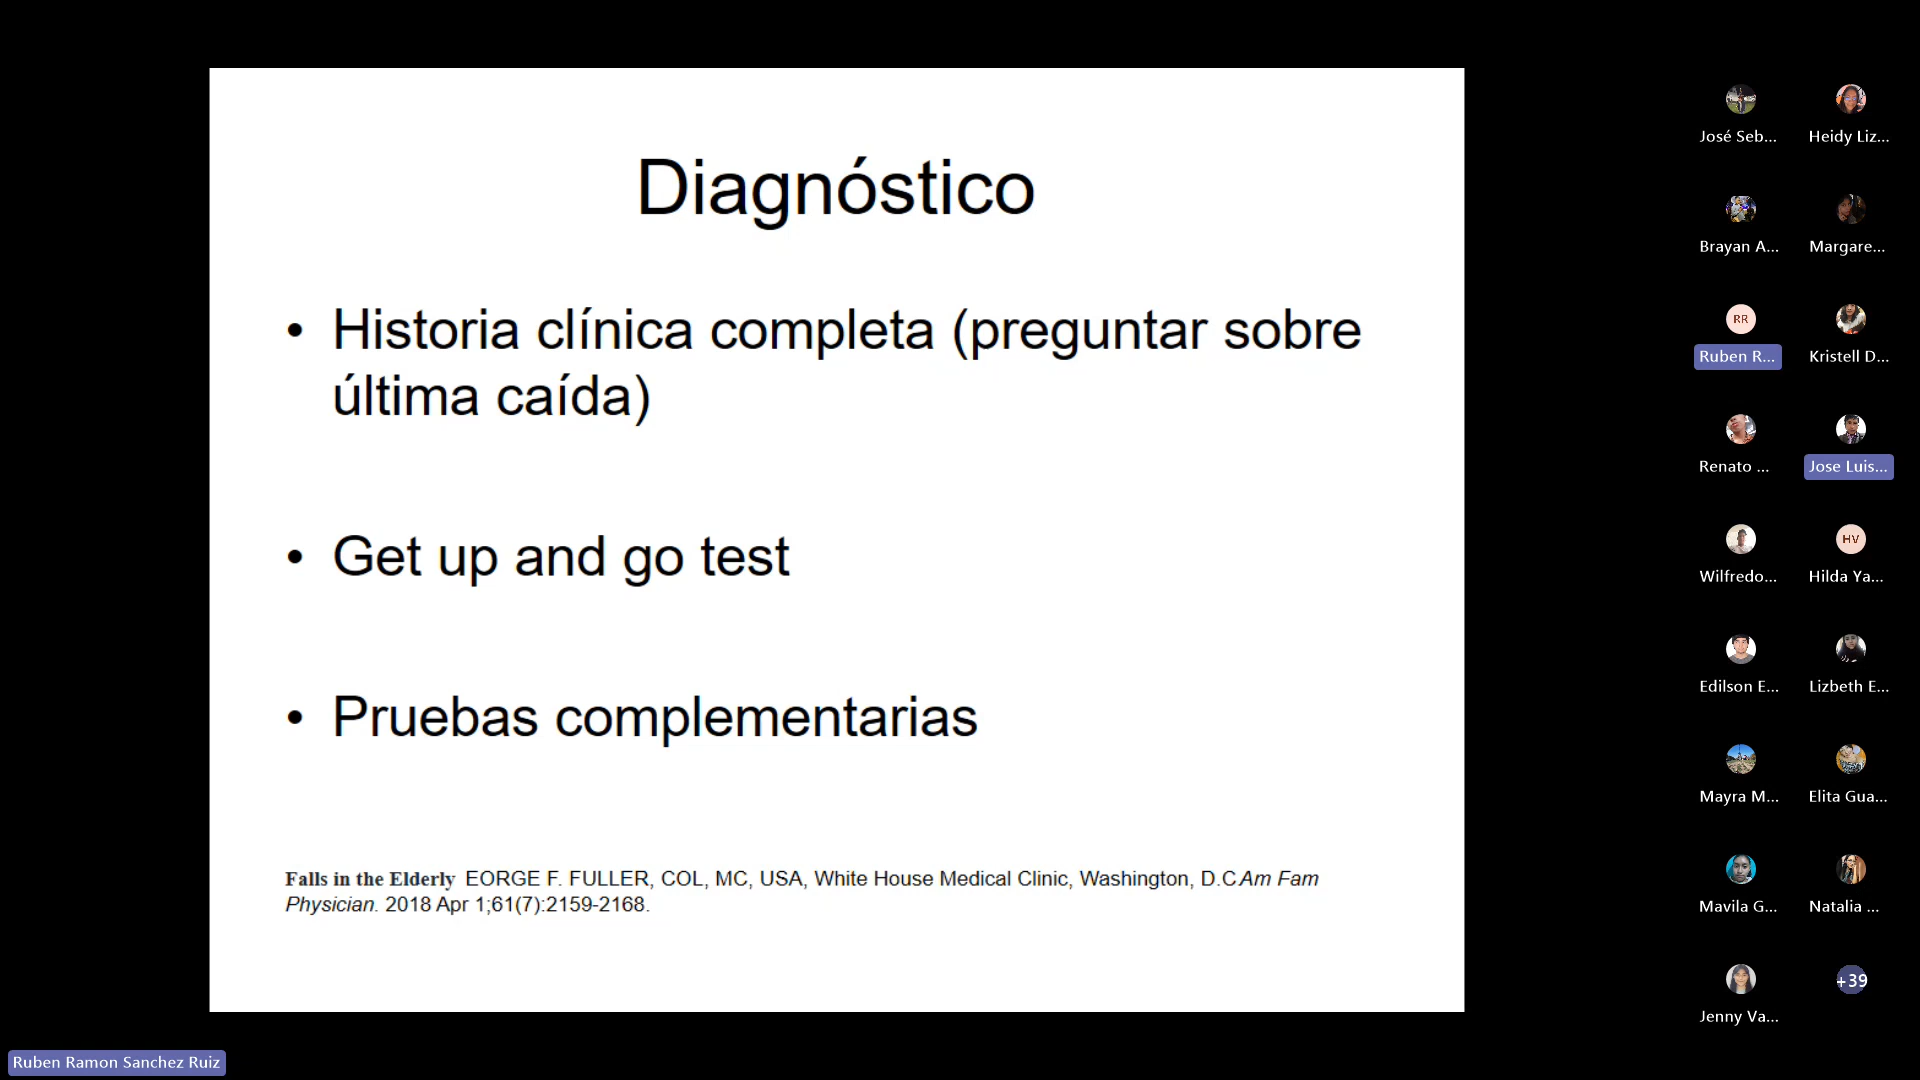 Diagnóstico
• Historia clínica completa (preguntar sobre
última caída)
• Get up and go test
• Pruebas complementarias
Falls in the Elderly EORGE F. FULLER, COL, MC, USA, White House Medical Clinic, Washington, D.C Am Fam
Physician. 2018 Apr 1;61(7):2159-2168.
José Seb...
Heidy Liz...
Brayan A...
Margare...
RR
Ruben R...
Kristell D...
Renato ...
Jose Luis...
Wilfredo...
HV
Hilda Ya...
Edilson E...
Lizbeth E...
Mayra M...
Elita Gua...
Mavila G...
Natalia ...
Jenny Va...
+39
Ruben Ramon Sanchez Ruiz